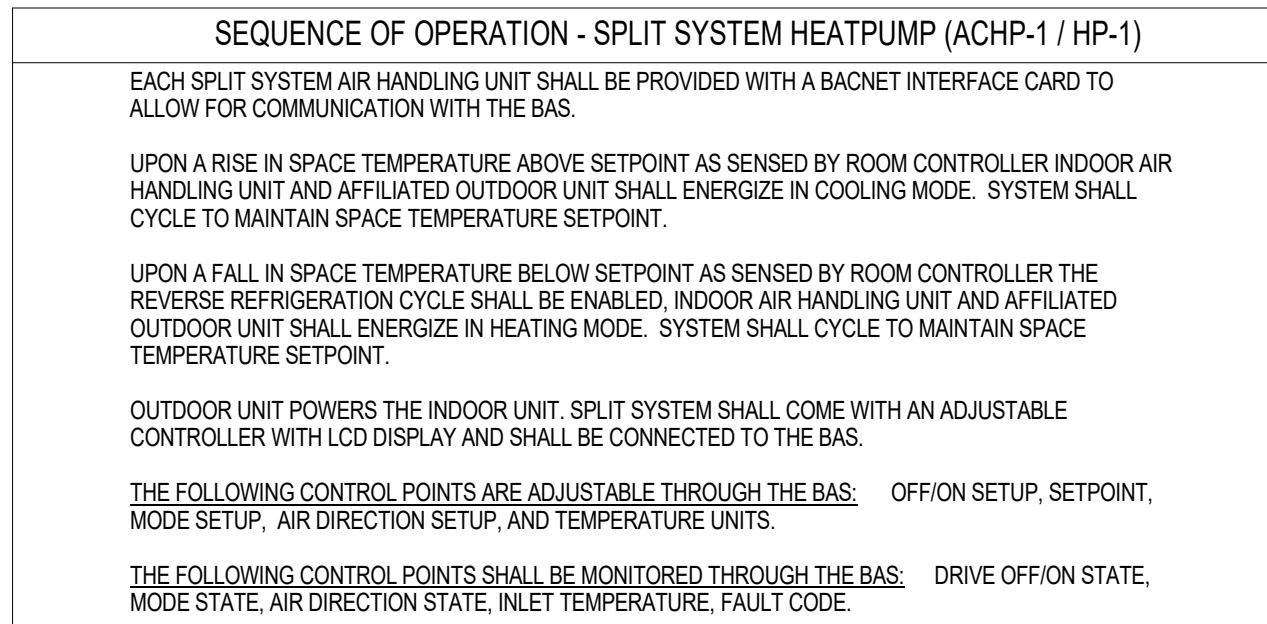 SEQUENCE OF OPERATION - SPLIT SYSTEM HEATPUMP (ACHP-1 / HP-1)
EACH SPLIT SYSTEM AIR HANDLING UNIT SHALL BE PROVIDED WITH A BACNET INTERFACE CARD TO
ALLOW FOR COMMUNICATION WITH THE BAS.
UPON A RISE IN SPACE TEMPERATURE ABOVE SETPOINT AS SENSED BY ROOM CONTROLLER INDOOR AIR
HANDLING UNIT AND AFFILIATED OUTDOOR UNIT SHALL ENERGIZE IN COOLING MODE. SYSTEM SHALL
CYCLE TO MAINTAIN SPACE TEMPERATURE SETPOINT.
UPON A FALL IN SPACE TEMPERATURE BELOW SETPOINT AS SENSED BY ROOM CONTROLLER THE
REVERSE REFRIGERATION CYCLE SHALL BE ENABLED, INDOOR AIR HANDLING UNIT AND AFFILIATED
OUTDOOR UNIT SHALL ENERGIZE IN HEATING MODE. SYSTEM SHALL CYCLE TO MAINTAIN SPACE
TEMPERATURE SETPOINT.
OUTDOOR UNIT POWERS THE INDOOR UNIT. SPLIT SYSTEM SHALL COME WITH AN ADJUSTABLE
CONTROLLER WITH LCD DISPLAY AND SHALL BE CONNECTED TO THE BAS.
THE FOLLOWING CONTROL POINTS ARE ADJUSTABLE THROUGH THE BAS: OFF/ON SETUP, SETPOINT,
MODE SETUP, AIR DIRECTION SETUP, AND TEMPERATURE UNITS.
THE FOLLOWING CONTROL POINTS SHALL BE MONITORED THROUGH THE BAS: DRIVE OFF/ON STATE,
MODE STATE, AIR DIRECTION STATE, INLET TEMPERATURE, FAULT CODE.